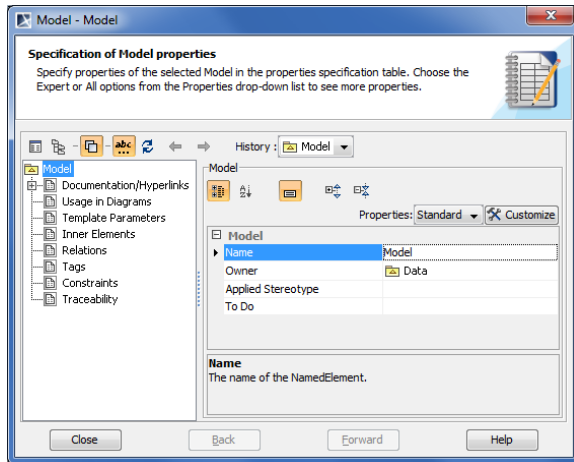 Model - Model
Specification of Model properties
Specify properties of the selected Model in the properties specification table. Choose the
Expert or All options from the Properties drop-down list to see more properties.
abc
History : Model
Model
Documentation/Hyperlinks
Usage in Diagrams
Template Parameters
Inner Elements
Relations
Tags
Constraints
Traceability
Model
Properties: Standard Customize
Model
Name Model
Owner Data
Applied Stereotype
To Do
Name
The name of the NamedElement.
Close Back Forward Help